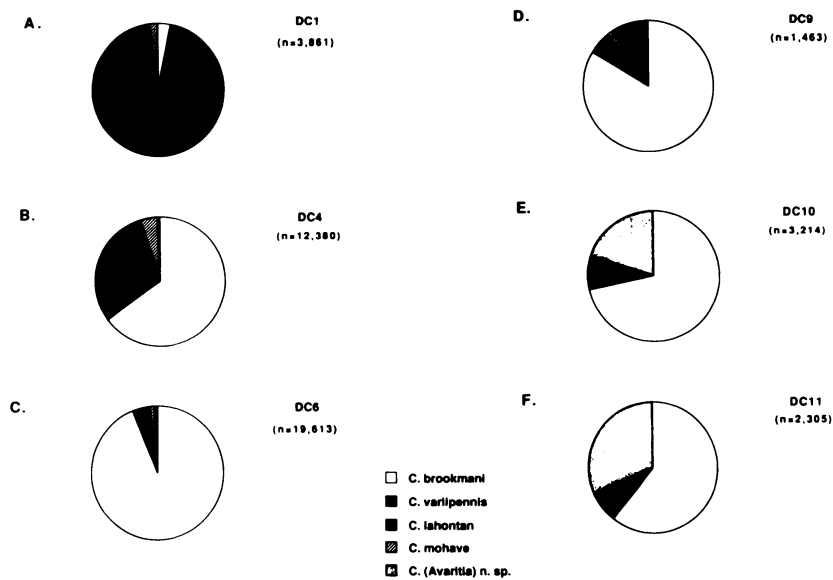 A.
DC1
(n=3,861)
B.
DC4
(n=12,380)
C.
DC6
(n=19,613)
D.
DC9
(n=1,463)
E.
DC10
(n=3,214)
F.
DC11
(n=2,305)
C. brookmani
C. variipennis
C. lahontan
C. mohave
C. (Avaritia) n. sp.